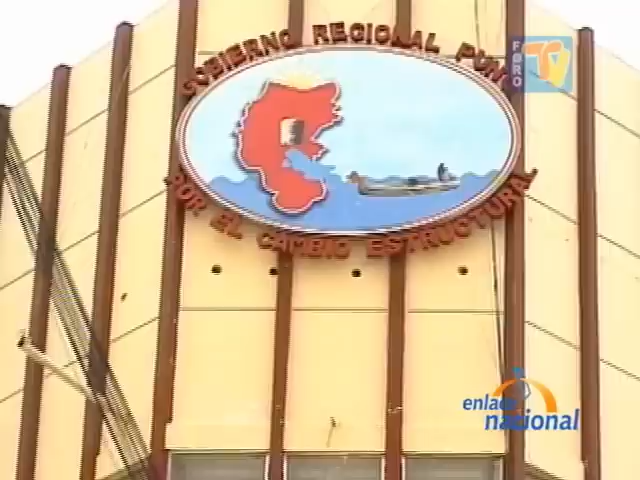 GOBIERNO REGIONAL PUNO
POR EL CAMBIO ESTRUCTURAL
FORO TV
enlace
nacional